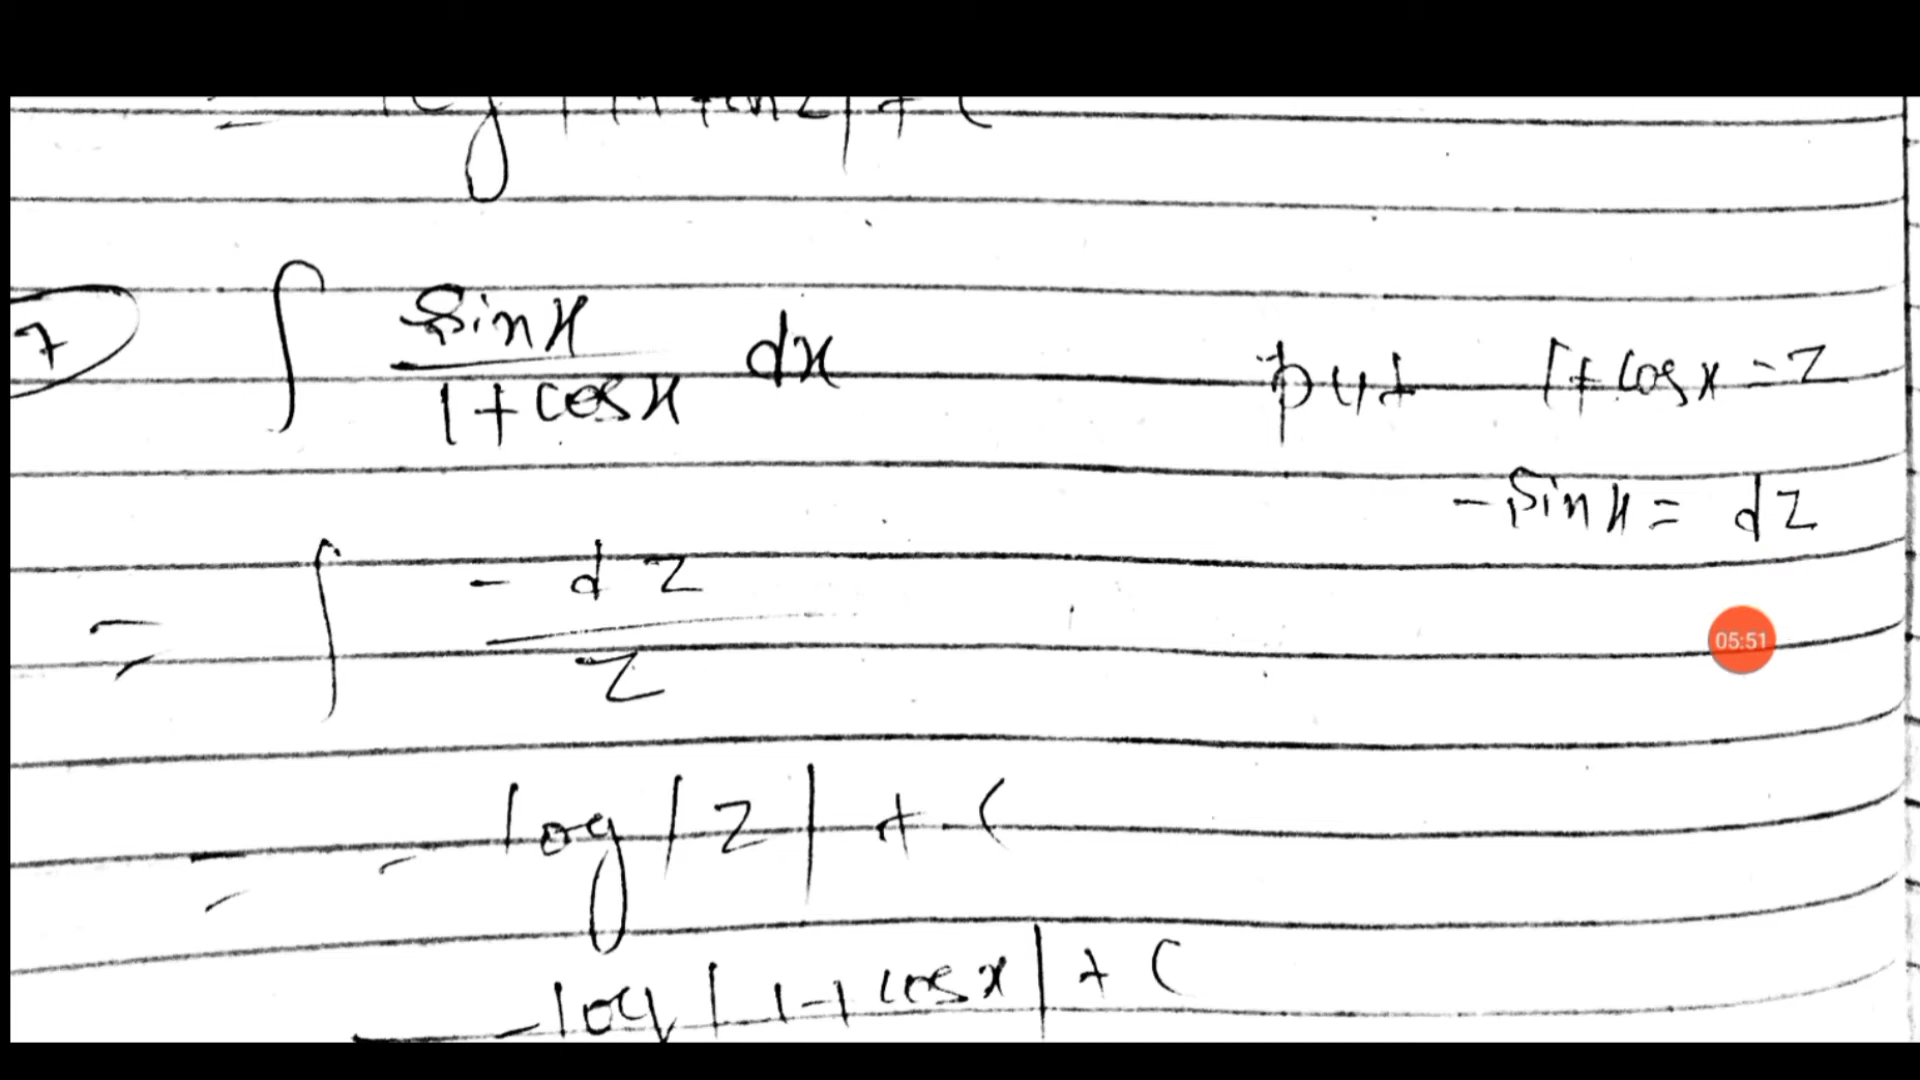 ∫ sinx / 1+cosx dx put 1+cosx = z
7
-sinx = dz
= ∫ -dz / z
05:51
= - log |z| + C
- log |1+cosx| + C